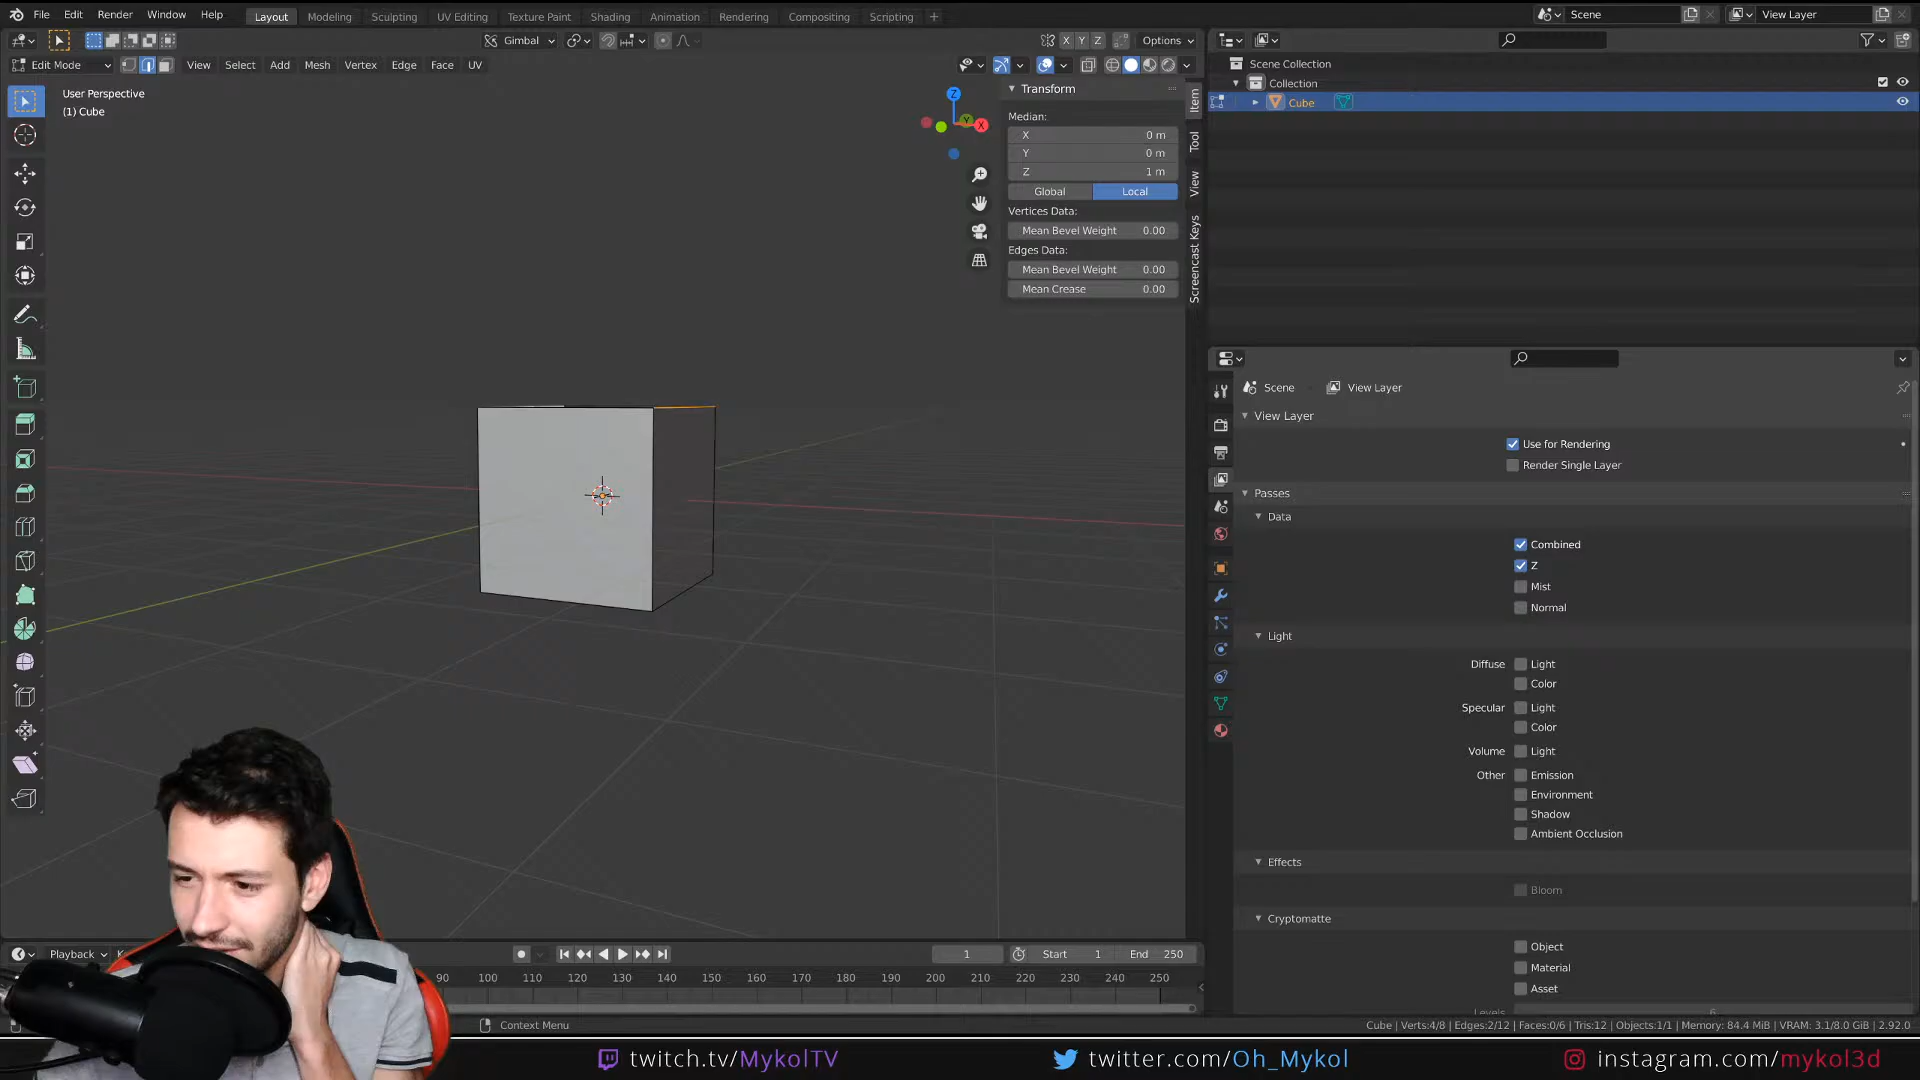 File Edit Render Window Help Layout Modeling Sculpting UV Editing Texture Paint Shading Animation Rendering Compositing Scripting + Scene View Layer
Gimbal X Y Z Options
Edit Mode View Select Add Mesh Vertex Edge Face UV
User Perspective
(1) Cube
Z
Y
X
Transform
Median:
X 0 m
Y 0 m
Z 1 m
Global Local
Vertices Data:
Mean Bevel Weight 0.00
Edges Data:
Mean Bevel Weight 0.00
Mean Crease 0.00
Item
Tool
View
Screencast Keys
Scene Collection
Collection
Cube
Scene View Layer
View Layer
Use for Rendering
Render Single Layer
Passes
Data
Combined
Z
Mist
Normal
Light
Diffuse Light
Color
Specular Light
Color
Volume Light
Other Emission
Environment
Shadow
Ambient Occlusion
Effects
Bloom
Cryptomatte
Object
Material
Asset
Levels 6
Playback 1 Start 1 End 250
90 100 110 120 130 140 150 160 170 180 190 200 210 220 230 240 250
Context Menu
Cube | Verts:4/8 | Edges:2/12 | Faces:0/6 | Tris:12 | Objects:1/1 | Memory: 84.4 MiB | VRAM: 3.1/8.0 GiB | 2.92.0
twitch.tv/MykolTV twitter.com/Oh_Mykol instagram.com/mykol3d